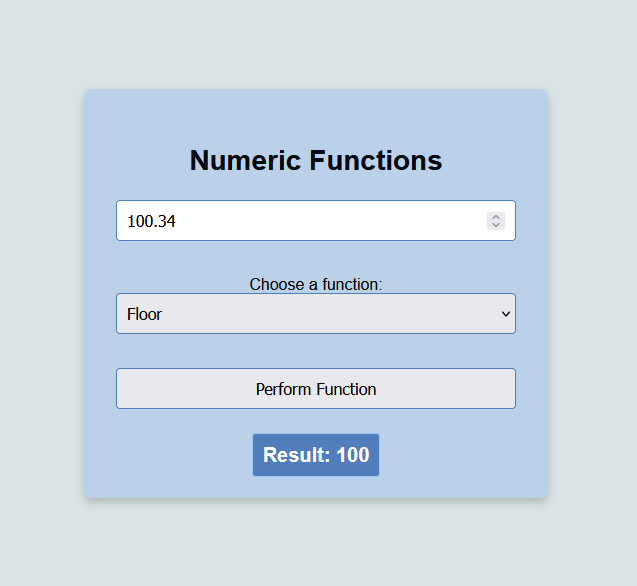 Numeric Functions
100.34
Choose a function:
Floor
Perform Function
Result: 100